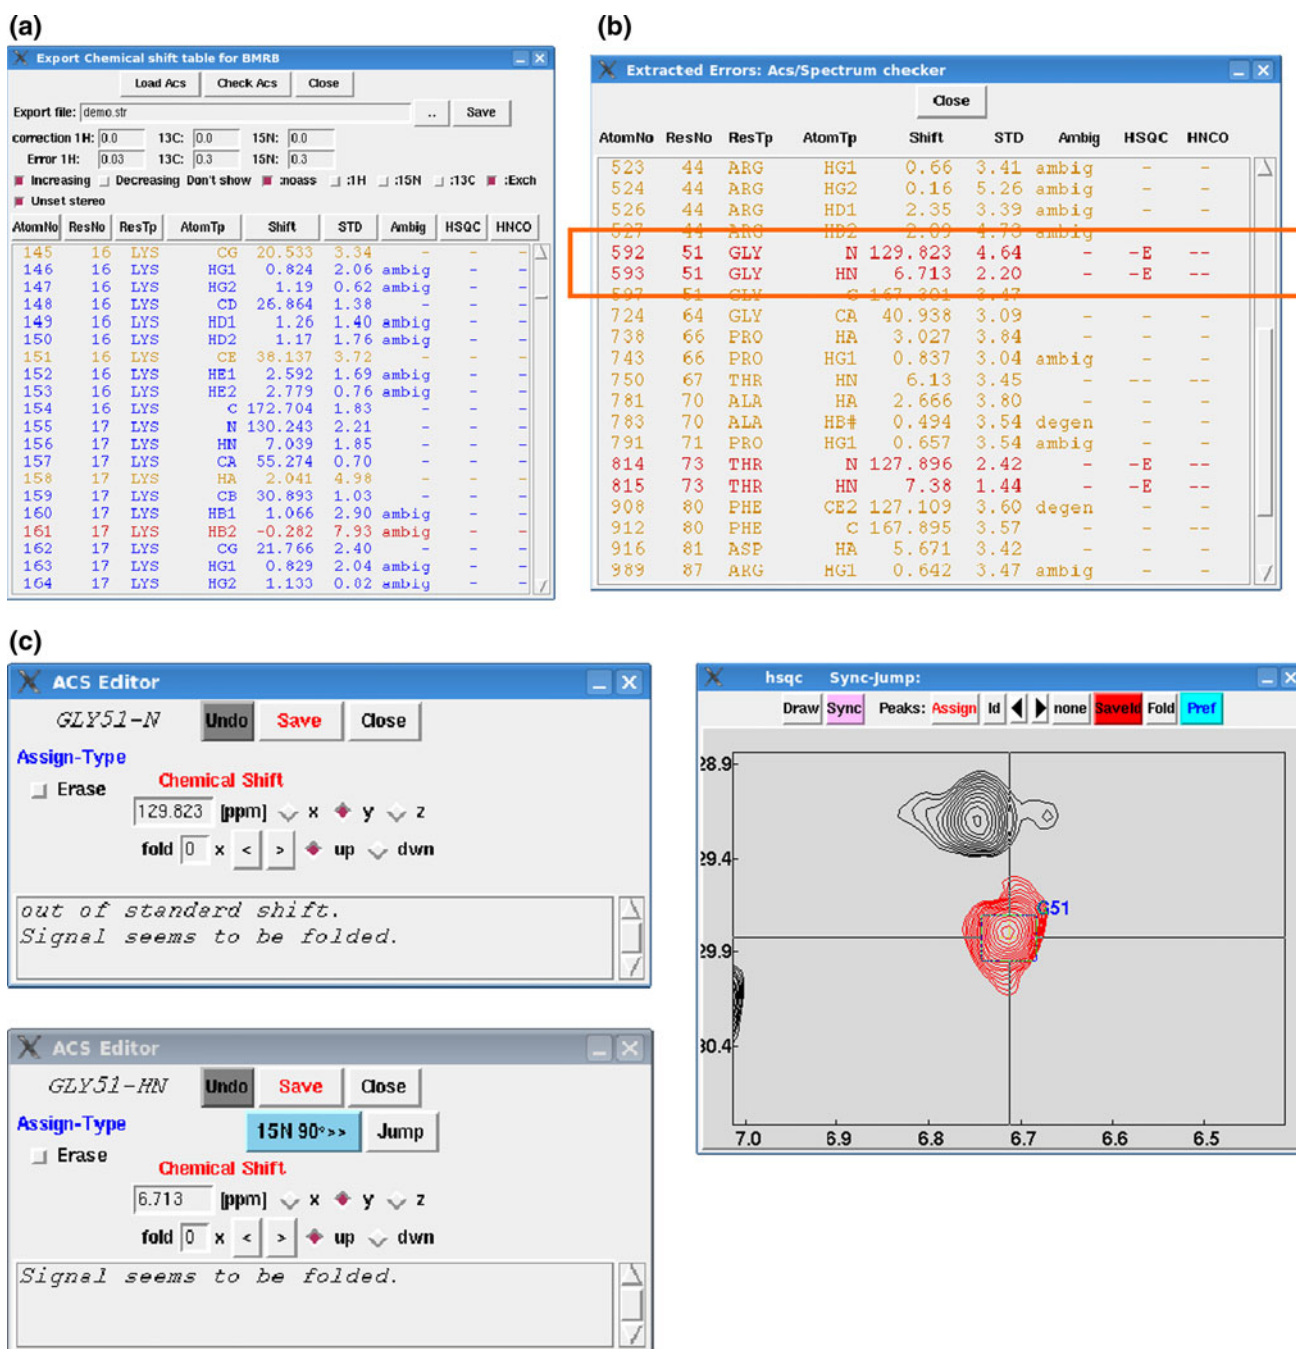 (a)
Export Chemical shift table for BMRB
Load Acs Check Acs Close
Export file: demo.str .. Save
correction 1H: 0.0 13C: 0.0 15N: 0.0
Error 1H: 0.03 13C: 0.3 15N: 0.3
Increasing Decreasing Don't show :noass :1H :15N :13C :Exch
Unset stereo
AtomNo ResNo ResTp AtomTp Shift STD Ambig HSQC HNCO
145 16 LYS CG 20.533 3.34 - - -
146 16 LYS HG1 0.824 2.06 ambig - -
147 16 LYS HG2 1.19 0.62 ambig - -
148 16 LYS CD 26.864 1.38 - - -
149 16 LYS HD1 1.26 1.40 ambig - -
150 16 LYS HD2 1.17 1.76 ambig - -
151 16 LYS CE 38.137 3.72 - - -
152 16 LYS HE1 2.592 1.69 ambig - -
153 16 LYS HE2 2.779 0.76 ambig - -
154 16 LYS C 172.704 1.83 - - -
155 17 LYS N 130.243 2.21 - - -
156 17 LYS HN 7.039 1.85 - - -
157 17 LYS CA 55.274 0.70 - - -
158 17 LYS HA 2.041 4.98 - - -
159 17 LYS CB 30.893 1.03 - - -
160 17 LYS HB1 1.066 2.90 ambig - -
161 17 LYS HB2 -0.282 7.93 ambig - -
162 17 LYS CG 21.766 2.40 - - -
163 17 LYS HG1 0.829 2.04 ambig - -
164 17 LYS HG2 1.133 0.82 ambig - -
(b)
Extracted Errors: Acs/Spectrum checker
Close
AtomNo ResNo ResTp AtomTp Shift STD Ambig HSQC HNCO
523 44 ARG HG1 0.66 3.41 ambig - -
524 44 ARG HG2 0.16 5.26 ambig - -
526 44 ARG HD1 2.35 3.39 ambig - -
527 44 ARG HD2 2.09 4.73 ambig - -
592 51 GLY N 129.823 4.64 - -E --
593 51 GLY HN 6.713 2.20 - -E --
597 51 GLY C 167.301 3.47 - - -
724 64 GLY CA 40.938 3.09 - - -
738 66 PRO HA 3.027 3.84 - - -
743 66 PRO HG1 0.837 3.04 ambig - -
750 67 THR HN 6.13 3.45 - -- --
781 70 ALA HA 2.666 3.80 - - -
783 70 ALA HB# 0.494 3.54 degen - -
791 71 PRO HG1 0.657 3.54 ambig - -
814 73 THR N 127.896 2.42 - -E --
815 73 THR HN 7.38 1.44 - -E --
908 80 PHE CE2 127.109 3.60 degen - -
912 80 PHE C 167.895 3.57 - - --
916 81 ASP HA 5.671 3.42 - - -
989 87 ARG HG1 0.642 3.47 ambig - -
(c)
ACS Editor
GLY51-N Undo Save Close
Assign-Type
Erase Chemical Shift
129.823 [ppm] x y z
fold 0 x < > up dwn
out of standard shift.
Signal seems to be folded.
ACS Editor
GLY51-HN Undo Save Close
Assign-Type 15N 90°>> Jump
Erase Chemical Shift
6.713 [ppm] x y z
fold 0 x < > up dwn
Signal seems to be folded.
hsqc Sync-Jump:
Draw Sync Peaks: Assign Id none SaveId Fold Pref
28.9
29.4
G51
29.9
30.4
7.0 6.9 6.8 6.7 6.6 6.5